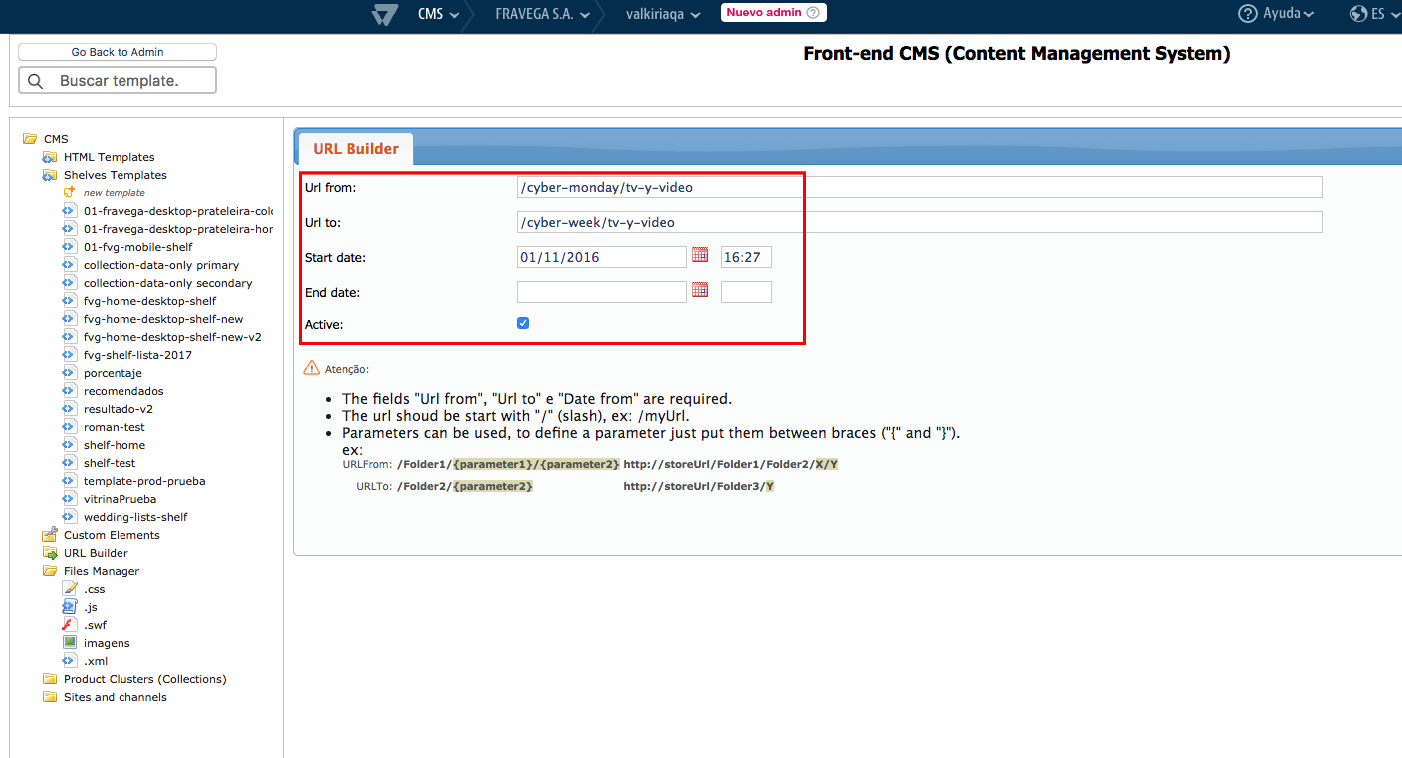 CMS
FRAVEGA S.A.
valkiriaqa
Nuevo admin
Ayuda
ES
Go Back to Admin
Buscar template.
Front-end CMS (Content Management System)
CMS
HTML Templates
Shelves Templates
new template
01-fravega-desktop-prateleira-colo
01-fravega-desktop-prateleira-hor
01-fvg-mobile-shelf
collection-data-only primary
collection-data-only secondary
fvg-home-desktop-shelf
fvg-home-desktop-shelf-new
fvg-home-desktop-shelf-new-v2
fvg-shelf-lista-2017
porcentaje
recomendados
resultado-v2
roman-test
shelf-home
shelf-test
template-prod-prueba
vitrinaPrueba
wedding-lists-shelf
Custom Elements
URL Builder
Files Manager
.css
.js
.swf
imagens
.xml
Product Clusters (Collections)
Sites and channels
URL Builder
Url from: /cyber-monday/tv-y-video
Url to: /cyber-week/tv-y-video
Start date: 01/11/2016 16:27
End date:
Active:
Atenção:
• The fields "Url from", "Url to" e "Date from" are required.
• The url shoud be start with "/" (slash), ex: /myUrl.
• Parameters can be used, to define a parameter just put them between braces ("{" and "}").
ex:
URLFrom: /Folder1/{parameter1}/{parameter2} http://storeUrl/Folder1/Folder2/X/Y
URLTo: /Folder2/{parameter2} http://storeUrl/Folder3/Y